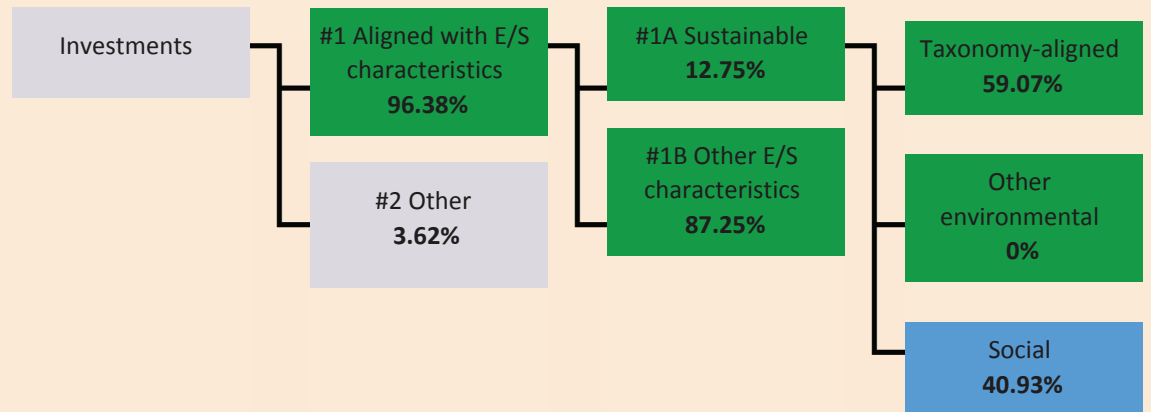 Investments
#1 Aligned with E/S
characteristics
96.38%
#2 Other
3.62%
#1A Sustainable
12.75%
#1B Other E/S
characteristics
87.25%
Taxonomy-aligned
59.07%
Other
environmental
0%
Social
40.93%